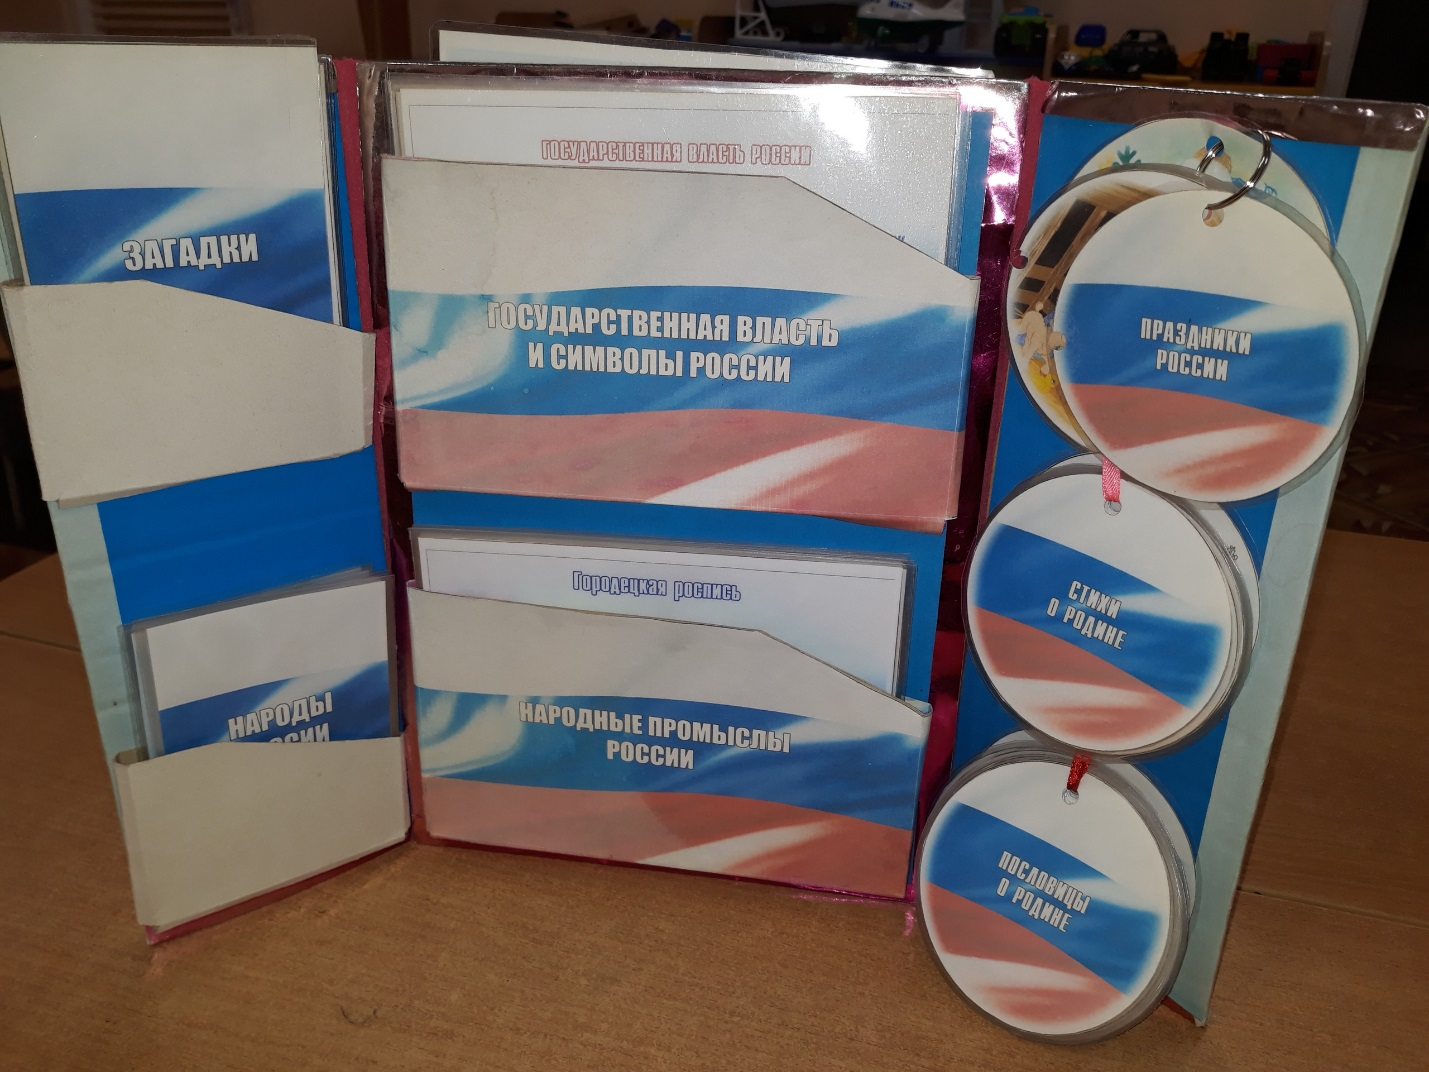 ЗАГАДКИ
НАРОДЫ
ГОСУДАРСТВЕННАЯ ВЛАСТЬ РОССИИ
ГОСУДАРСТВЕННАЯ ВЛАСТЬ
И СИМВОЛЫ РОССИИ
Городецкая роспись
НАРОДНЫЕ ПРОМЫСЛЫ
РОССИИ
ПРАЗДНИКИ
РОССИИ
СТИХИ
О РОДИНЕ
ПОСЛОВИЦЫ
О РОДИНЕ